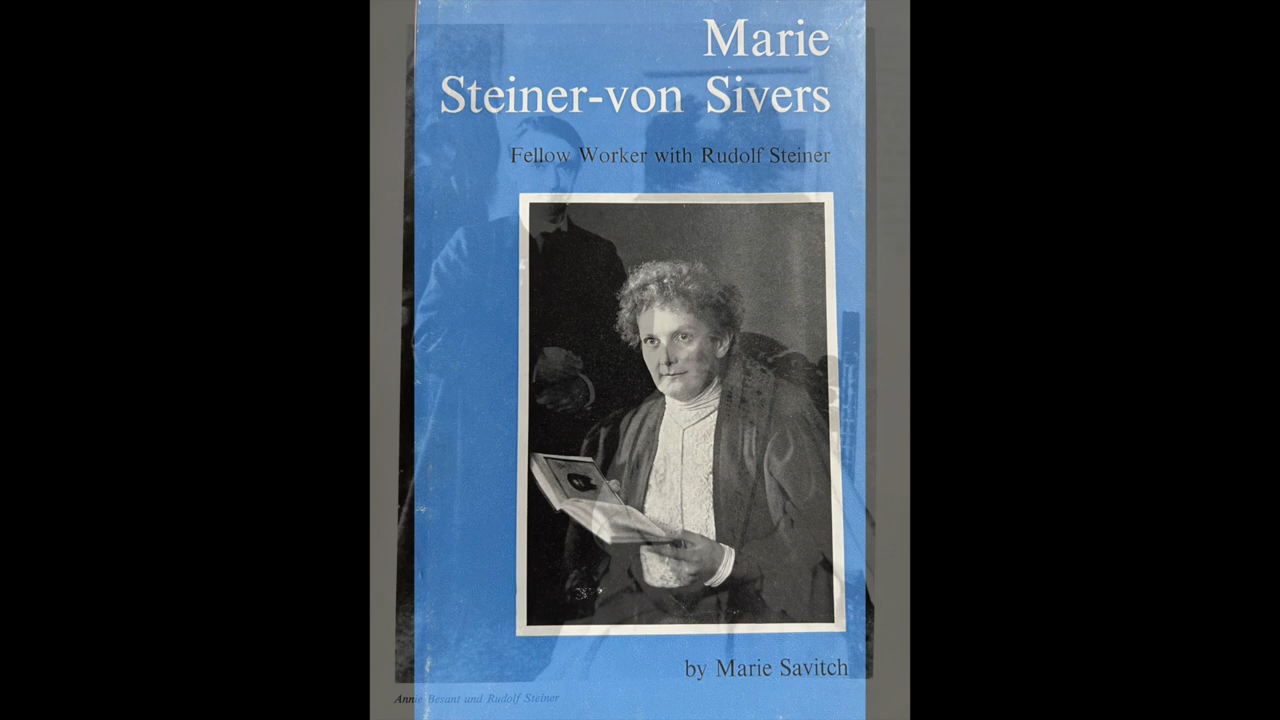 Marie
Steiner-von Sivers
Fellow Worker with Rudolf Steiner
by Marie Savitch
Annie Besant und Rudolf Steiner